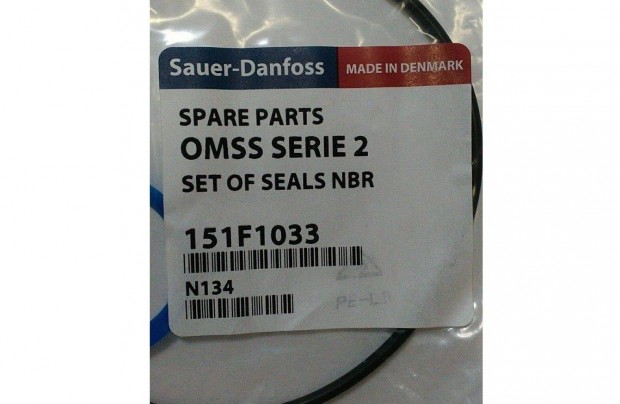 Sauer-Danfoss MADE IN DENMARK
SPARE PARTS
OMSS SERIE 2
SET OF SEALS NBR
151F1033
N134